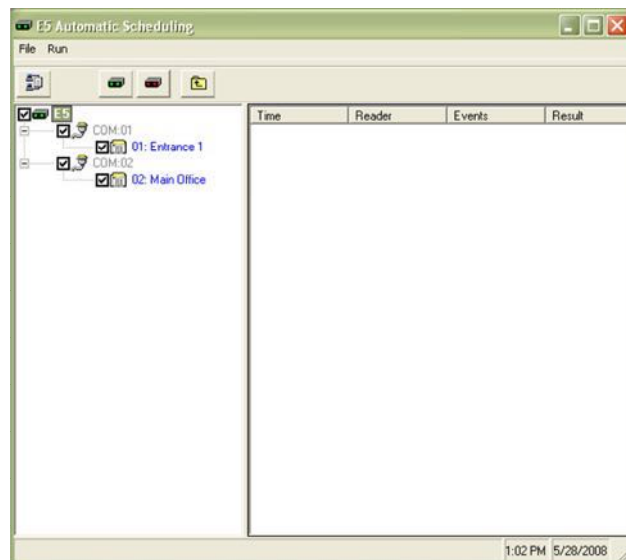 E5 Automatic Scheduling
File Run
E5
Time Reader Events Result
COM:01
01: Entrance 1
COM:02
02: Main Office
1:02 PM 5/28/2008